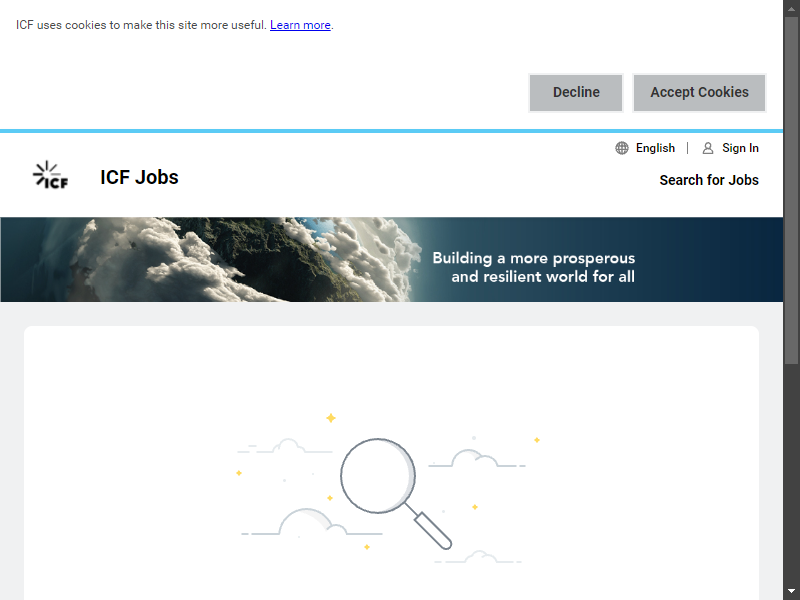 ICF uses cookies to make this site more useful. Learn more.
Decline
Accept Cookies
English
Sign In
ICF
ICF Jobs
Search for Jobs
Building a more prosperous
and resilient world for all